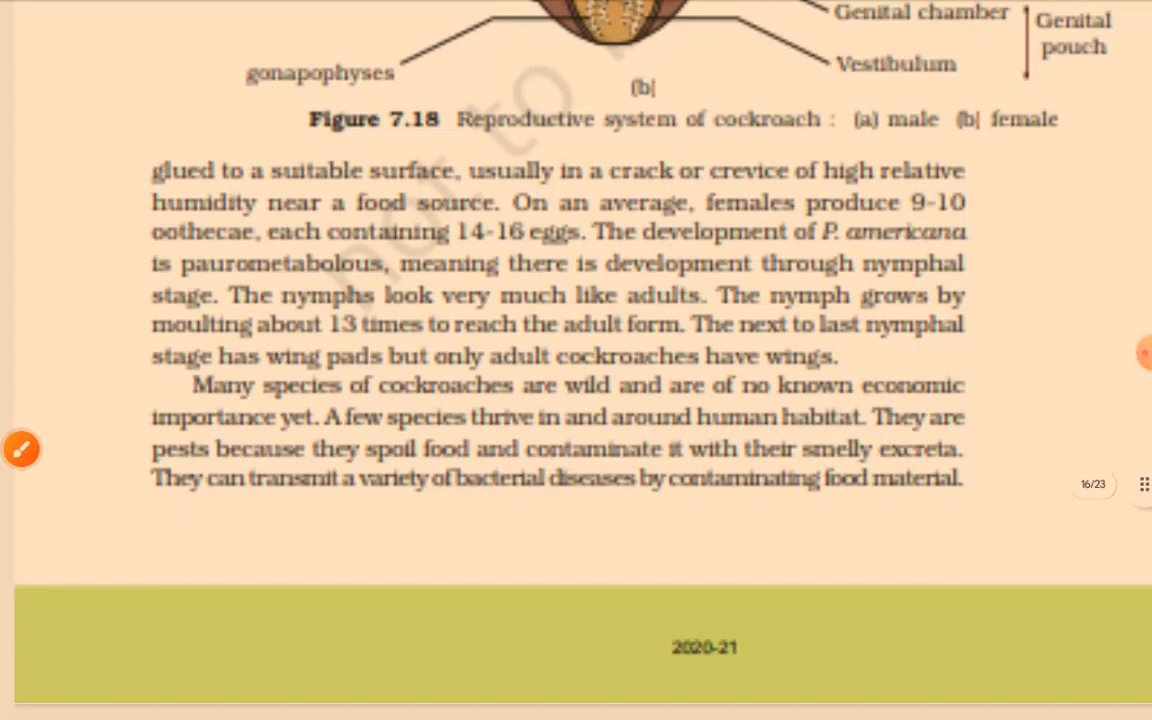 Genital chamber
Genital
pouch
gonapophyses
Vestibulum
(b|
Figure 7.18 Reproductive system of cockroach : (a) male (b| female
glued to a suitable surface, usually in a crack or crevice of high relative
humidity near a food source. On an average, females produce 9-10
oothecae, each containing 14-16 eggs. The development of P. americana
is paurometabolous, meaning there is development through nymphal
stage. The nymphs look very much like adults. The nymph grows by
moulting about 13 times to reach the adult form. The next to last nymphal
stage has wing pads but only adult cockroaches have wings.
Many species of cockroaches are wild and are of no known economic
importance yet. A few species thrive in and around human habitat. They are
pests because they spoil food and contaminate it with their smelly excreta.
They can transmit a variety of bacterial diseases by contaminating food material.
16/23
2020-21
not to